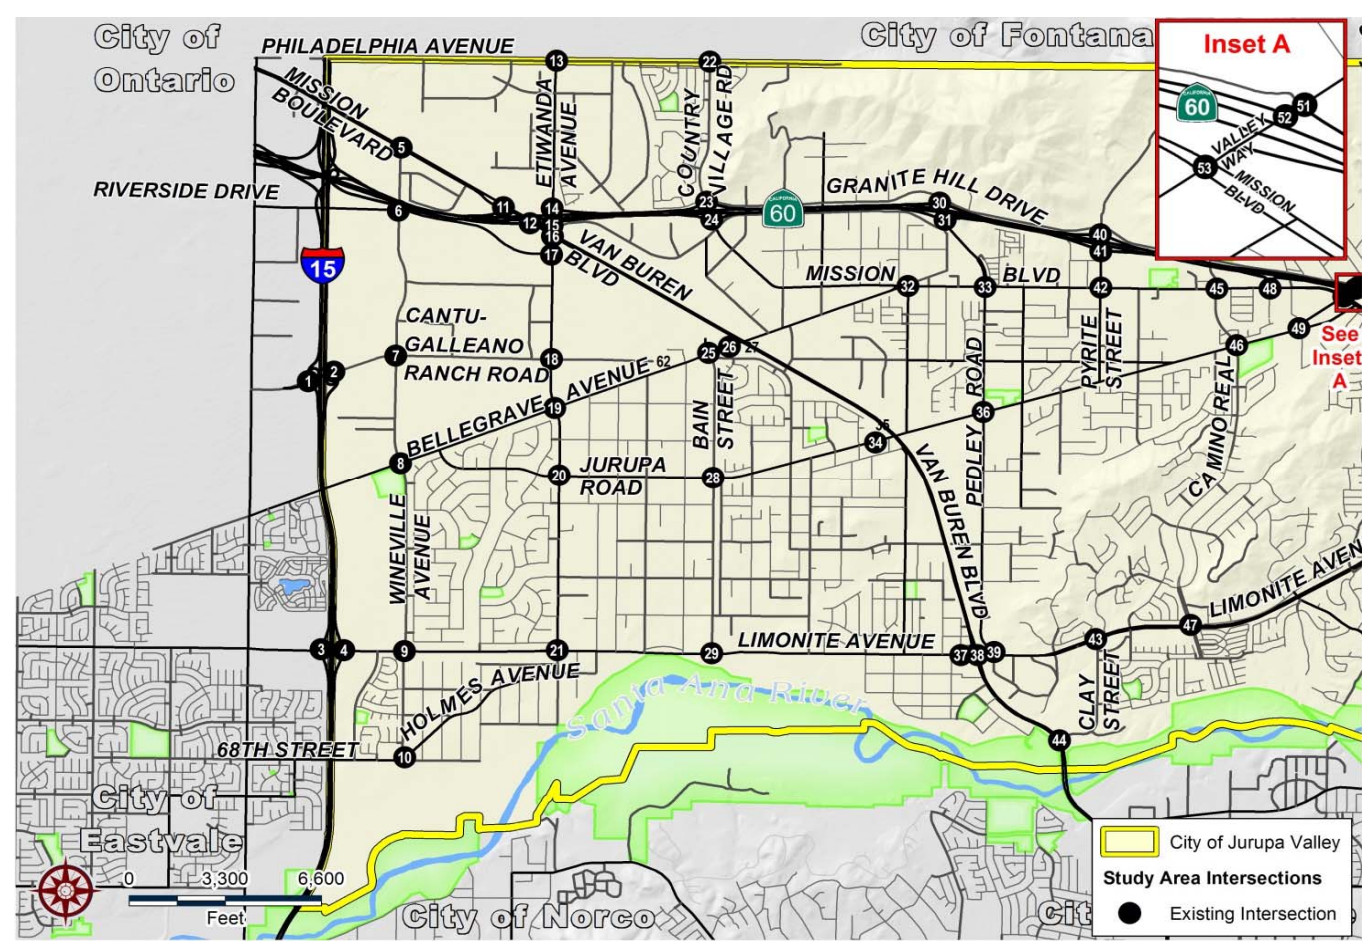 City of
Ontario
PHILADELPHIA AVENUE
City of Fontana
Inset A
CALIFORNIA
60
51
52
VALLEY
WAY
53
MISSION
BLVD
13
22
MISSION
BOULEVARD
ETIWANDA
AVENUE
COUNTRY
VILLAGE RD
5
RIVERSIDE DRIVE
6
11
12
14
15
16
17
23
24
CALIFORNIA
60
GRANITE HILL DRIVE
30
31
40
41
15
VAN BUREN
BLVD
MISSION
BLVD
32
33
42
45
48
CANTU-
GALLEANO
RANCH ROAD
7
18
62
25
26
27
PYRITE
STREET
49
46
See
Inset
A
1
2
BELLEGRAVE AVENUE
19
BAIN
STREET
PEDLEY ROAD
36
35
34
CAMINO REAL
8
20
JURUPA
ROAD
28
VAN BUREN BLVD
WINEVILLE
AVENUE
LIMONITE AVEN
47
3
4
9
21
29
LIMONITE AVENUE
37
38
39
43
HOLMES AVENUE
Santa Ana River
CLAY
STREET
44
68TH STREET
10
City of
Eastvale
0
3,300
6,600
Feet
City of Norco
Cit
City of Jurupa Valley
Study Area Intersections
Existing Intersection